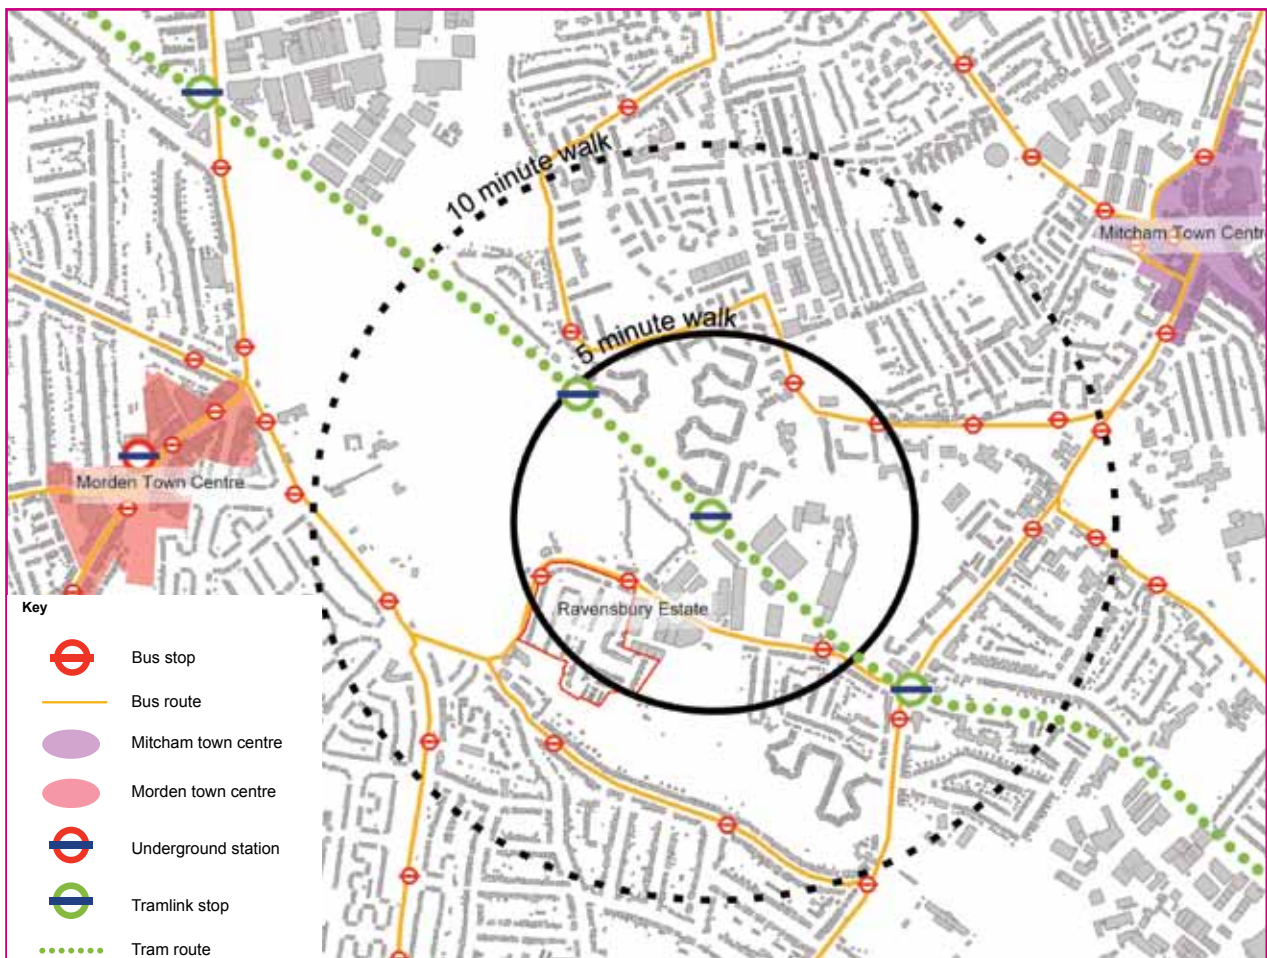 10 minute walk
Mitcham Town Centr
5 minute walk
Morden Town Centre
Ravensbury Estate
Key
Bus stop
Bus route
Mitcham town centre
Morden town centre
Underground station
Tramlink stop
Tram route